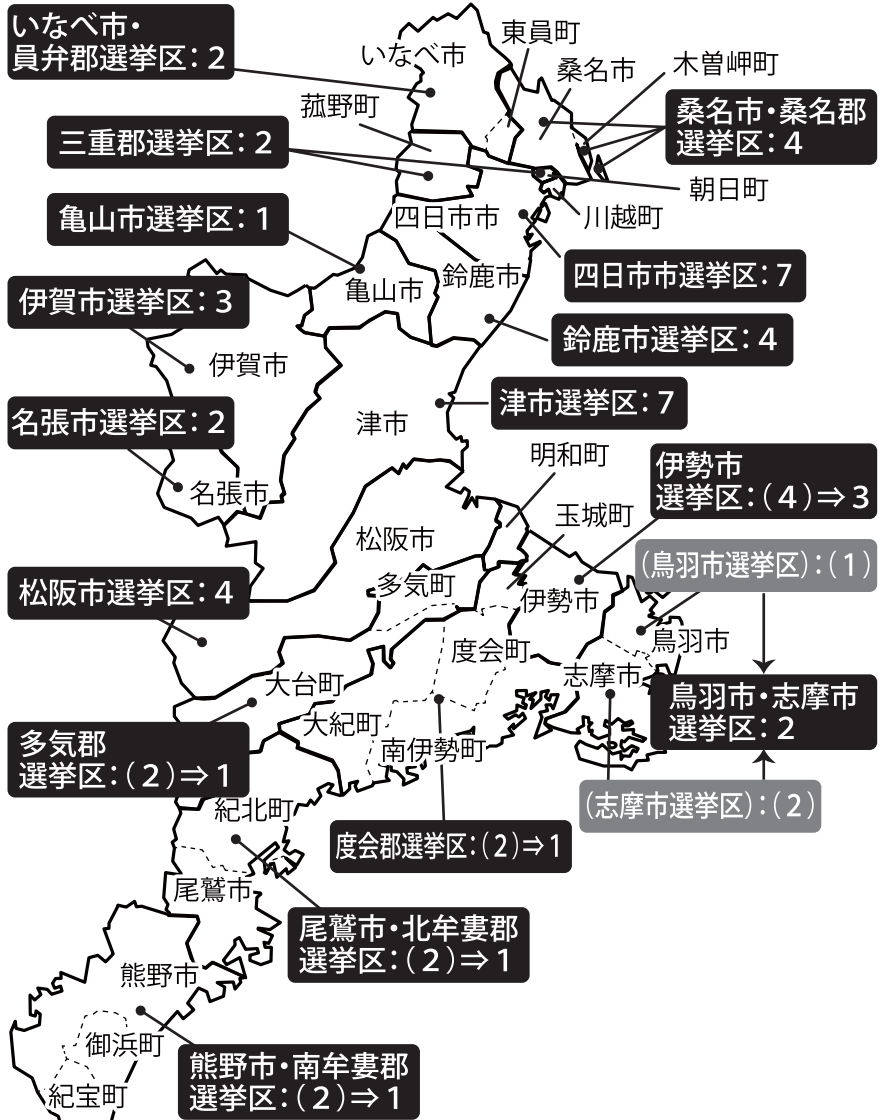 いなべ市・
員弁郡選挙区：2
いなべ市
東員町
桑名市
木曽岬町
菰野町
桑名市・桑名郡
選挙区：4
三重郡選挙区：2
朝日町
川越町
亀山市選挙区：1
四日市市
四日市市選挙区：7
鈴鹿市
亀山市
伊賀市選挙区：3
鈴鹿市選挙区：4
伊賀市
津市選挙区：7
名張市選挙区：2
津市
明和町
伊勢市
選挙区：（4）⇒3
名張市
玉城町
松阪市
（鳥羽市選挙区）：（1）
松阪市選挙区：4
多気町
伊勢市
鳥羽市
度会町
志摩市
大台町
鳥羽市・志摩市
選挙区：2
大紀町
多気郡
選挙区：（2）⇒1
南伊勢町
（志摩市選挙区）：（2）
紀北町
度会郡選挙区：（2）⇒1
尾鷲市
尾鷲市・北牟婁郡
選挙区：（2）⇒1
熊野市
御浜町
熊野市・南牟婁郡
選挙区：（2）⇒1
紀宝町